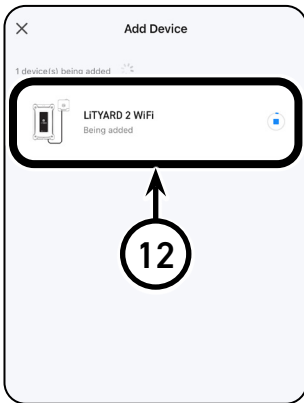 Add Device
1 device(s) being added
LiTYARD 2 WiFi
Being added
12